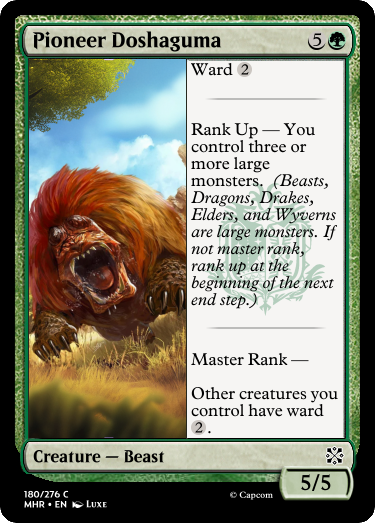 Pioneer Doshaguma 5
Ward 2
Rank Up — You
control three or
more large
monsters. (Beasts,
Dragons, Drakes,
Elders, and Wyverns
are large monsters. If
not master rank,
rank up at the
beginning of the next
end step.)
Master Rank —
Other creatures you
control have ward
2.
Creature — Beast
5/5
180/276 C
MHR • EN Luxe
© Capcom